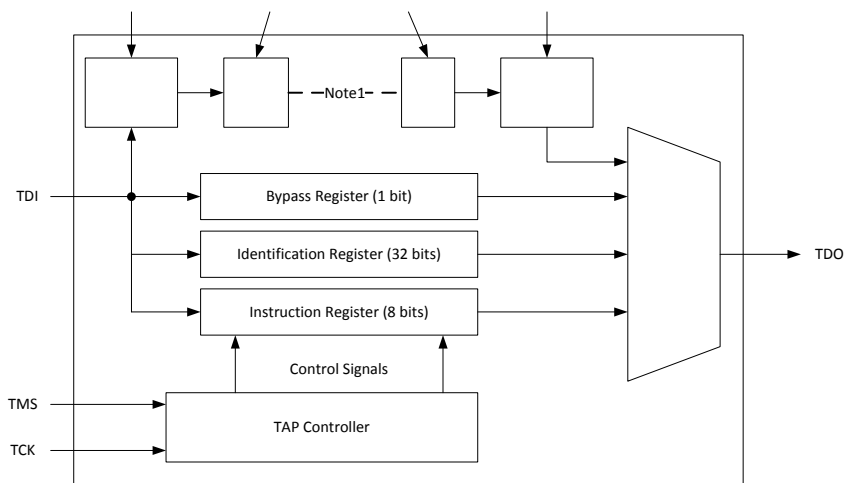 Note1
TDI
Bypass Register (1 bit)
Identification Register (32 bits)
TDO
Instruction Register (8 bits)
Control Signals
TMS
TAP Controller
TCK